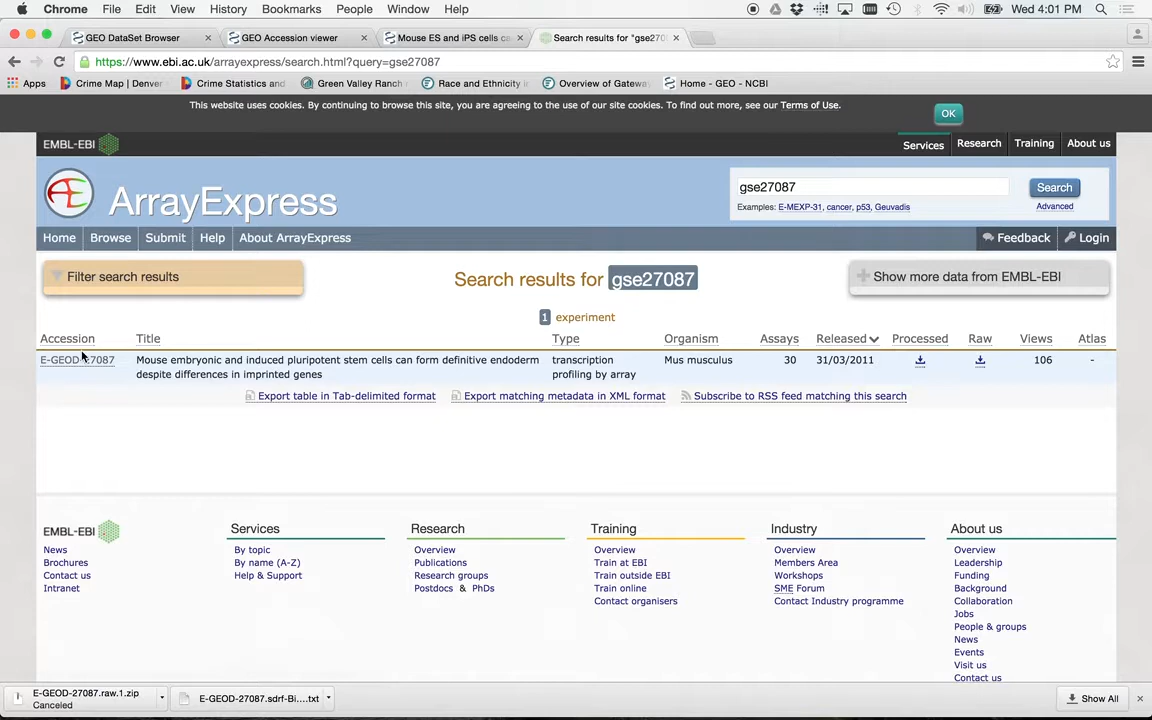 Chrome File Edit View History Bookmarks People Window Help Wed 4:01 PM
GEO DataSet Browser × GEO Accession viewer × Mouse ES and iPS cells ca × Search results for "gse270 ×
https://www.ebi.ac.uk/arrayexpress/search.html?query=gse27087
Apps Crime Map | Denver Crime Statistics and Green Valley Ranch Race and Ethnicity in Overview of Gateway Home - GEO - NCBI
This website uses cookies. By continuing to browse this site, you are agreeing to the use of our site cookies. To find out more, see our Terms of Use. OK
EMBL-EBI Services Research Training About us
ArrayExpress
gse27087 Search
Examples: E-MEXP-31, cancer, p53, Geuvadis Advanced
Home Browse Submit Help About ArrayExpress Feedback Login
Filter search results Search results for gse27087 Show more data from EMBL-EBI
1 experiment
Accession Title Type Organism Assays Released Processed Raw Views Atlas
E-GEOD-27087 Mouse embryonic and induced pluripotent stem cells can form definitive endoderm transcription Mus musculus 30 31/03/2011 106 -
despite differences in imprinted genes profiling by array
Export table in Tab-delimited format Export matching metadata in XML format Subscribe to RSS feed matching this search
EMBL-EBI Services Research Training Industry About us
News By topic Overview Overview Overview Overview
Brochures By name (A-Z) Publications Train at EBI Members Area Leadership
Contact us Help & Support Research groups Train outside EBI Workshops Funding
Intranet Postdocs & PhDs Train online SME Forum Background
Contact organisers Contact Industry programme Collaboration
Jobs
People & groups
News
Events
Visit us
Contact us
E-GEOD-27087.raw.1.zip
Canceled
E-GEOD-27087.sdrf-Bi....txt Show All ×